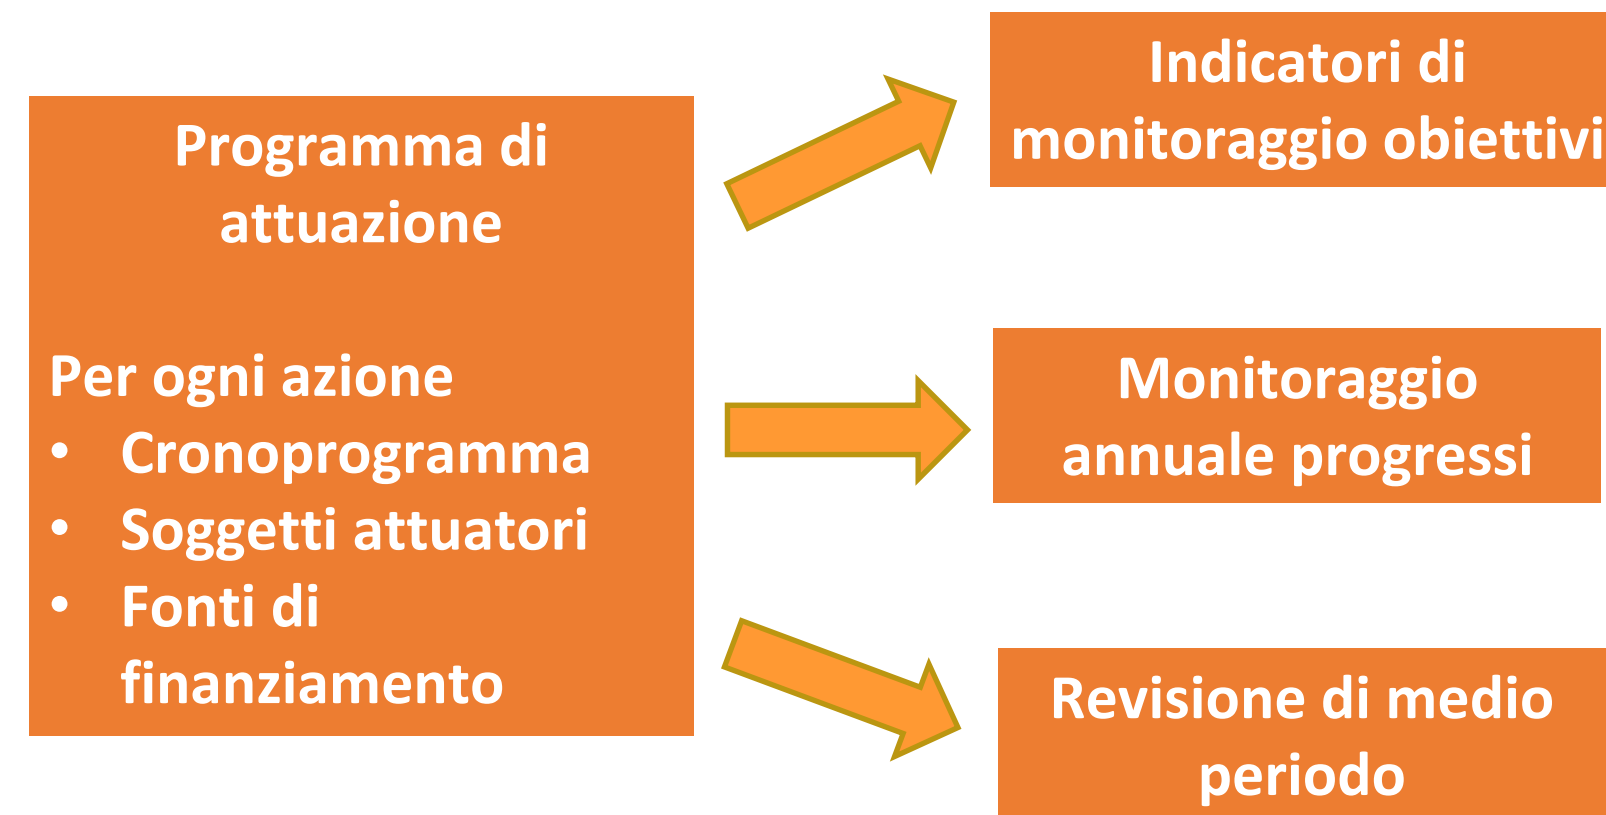 Programma di
attuazione
Per ogni azione
• Cronoprogramma
• Soggetti attuatori
• Fonti di
finanziamento
Indicatori di
monitoraggio obiettivi
Monitoraggio
annuale progressi
Revisione di medio
periodo